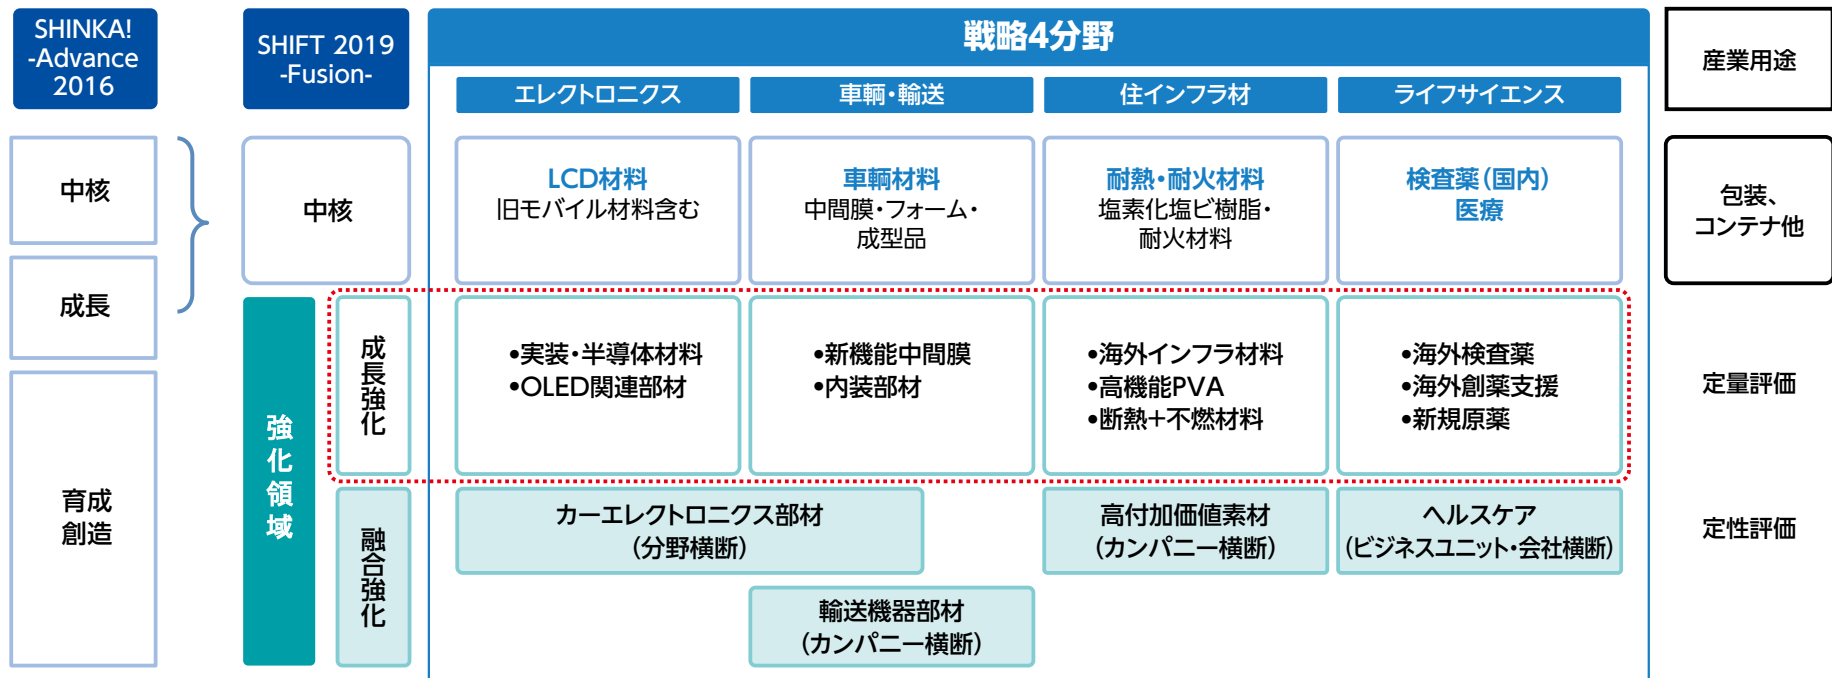 SHINKA!
-Advance
2016
SHIFT 2019
-Fusion-
戦略4分野
エレクトロニクス
車輌・輸送
住インフラ材
ライフサイエンス
産業用途
中核
成長
育成
創造
中核
LCD材料
旧モバイル材料含む
車輌材料
中間膜・フォーム・
成型品
耐熱・耐火材料
塩素化塩ビ樹脂・
耐火材料
検査薬（国内）
医療
包装、
コンテナ他
強化領域
成長強化
•実装・半導体材料
•OLED関連部材
•新機能中間膜
•内装部材
•海外インフラ材料
•高機能PVA
•断熱＋不燃材料
•海外検査薬
•海外創薬支援
•新規原薬
定量評価
融合強化
カーエレクトロニクス部材
（分野横断）
輸送機器部材
（カンパニー横断）
高付加価値素材
（カンパニー横断）
ヘルスケア
（ビジネスユニット・会社横断）
定性評価